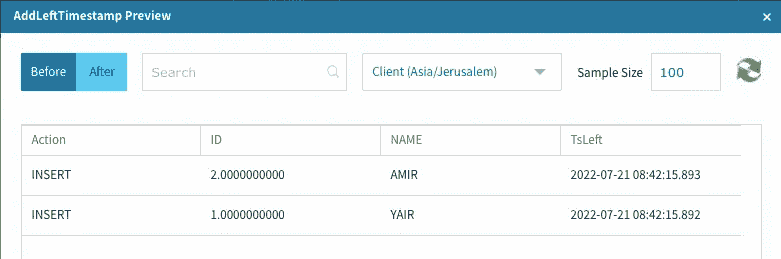 AddLeftTimestamp Preview ×
Before After Search Client (Asia/Jerusalem) Sample Size 100
Action ID NAME TsLeft
INSERT 2.0000000000 AMIR 2022-07-21 08:42:15.893
INSERT 1.0000000000 YAIR 2022-07-21 08:42:15.892